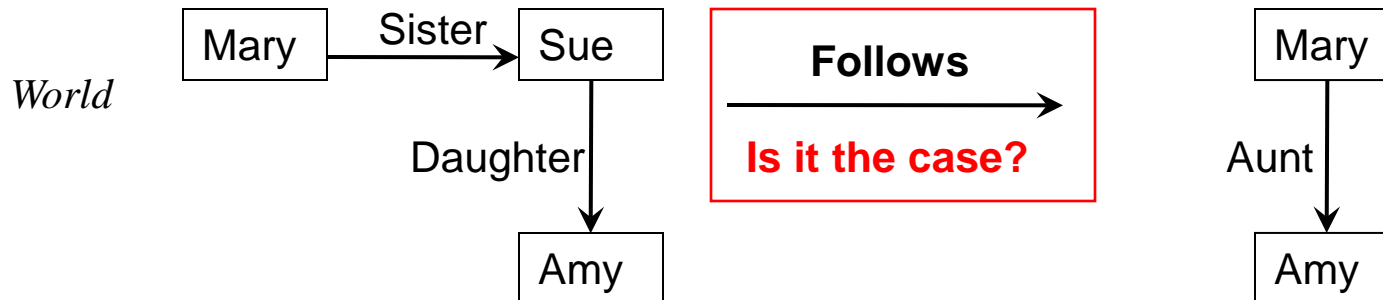 Mary
Sister
Sue
Follows
Mary
World
Daughter
Is it the case?
Aunt
Amy
Amy